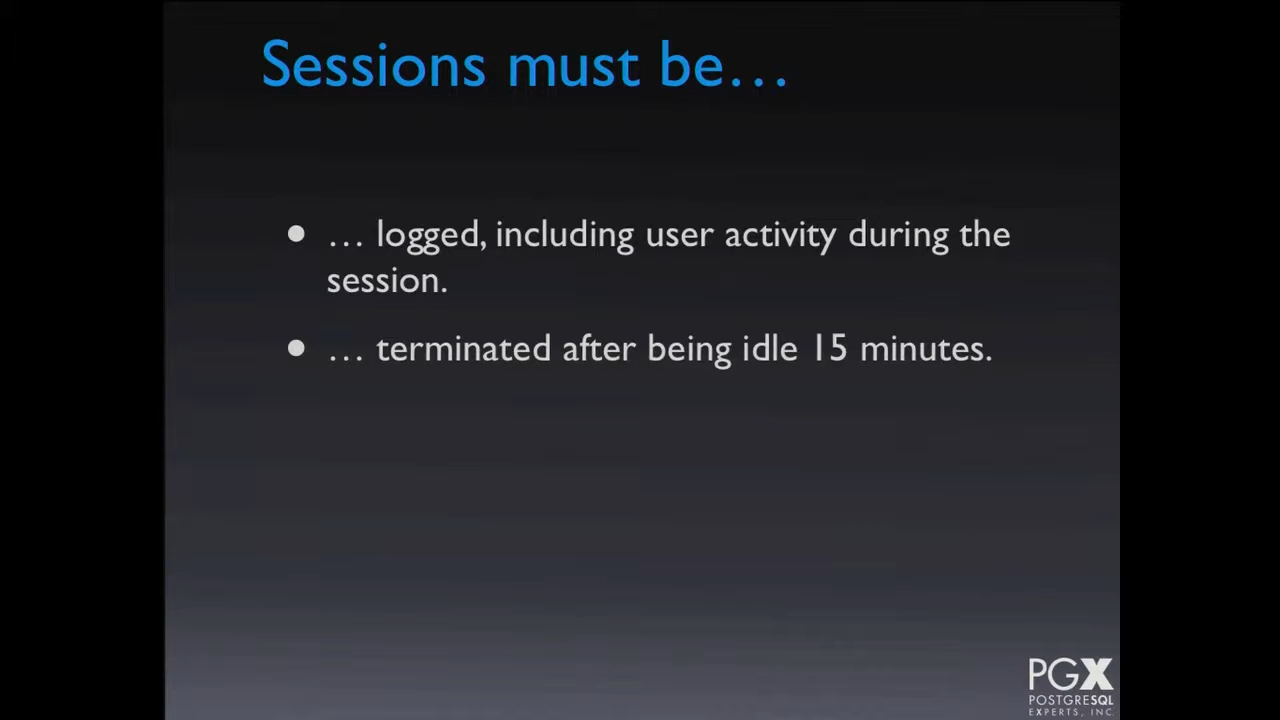 Sessions must be…
• … logged, including user activity during the
session.
• … terminated after being idle 15 minutes.
PGX
POSTGRESQL
EXPERTS, INC.